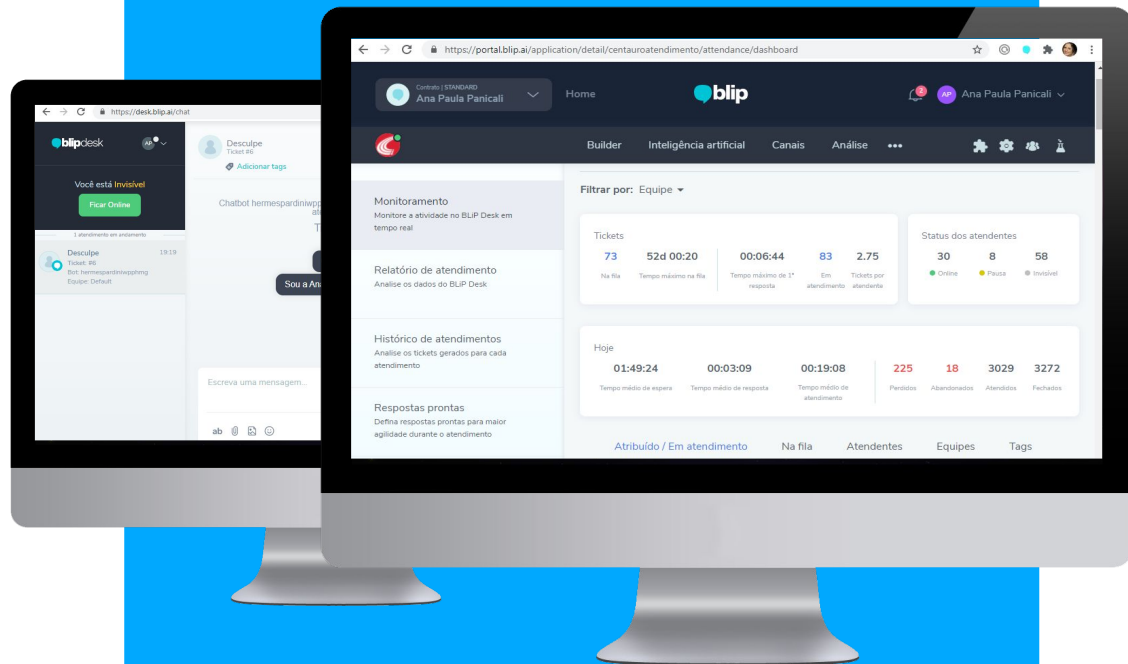 https://desk.blip.ai/chat
blipdesk
AP
Você está Invisível
Ficar Online
1 atendimento em andamento
Desculpe
19:19
Ticket: #6
Bot: hermespardiniwpphmg
Equipe: Default
Desculpe
Ticket #6
Adicionar tags
Chatbot hermespardiniwpp
Sou a An
Escreva uma mensagem...
ab
https://portal.blip.ai/application/detail/centauroatendimento/attendance/dashboard
Contrato | STANDARD
Ana Paula Panicali
Home
blip
2
AP
Ana Paula Panicali
Builder
Inteligência artificial
Canais
Análise
Monitoramento
Monitore a atividade no BLiP Desk em
tempo real
Relatório de atendimento
Analise os dados do BLiP Desk
Histórico de atendimentos
Analise os tickets gerados para cada
atendimento
Respostas prontas
Defina respostas prontas para maior
agilidade durante o atendimento
Filtrar por: Equipe
Tickets
73 52d 00:20 00:06:44 83 2.75
Na fila Tempo máximo na fila Tempo máximo de 1ª Em Tickets por
resposta atendimento atendente
Status dos atendentes
30 8 58
Online Pausa Invisível
Hoje
01:49:24 00:03:09 00:19:08 225 18 3029 3272
Tempo médio de espera Tempo médio de resposta Tempo médio de Perdidos Abandonados Atendidos Fechados
atendimento
Atribuído / Em atendimento Na fila Atendentes Equipes Tags